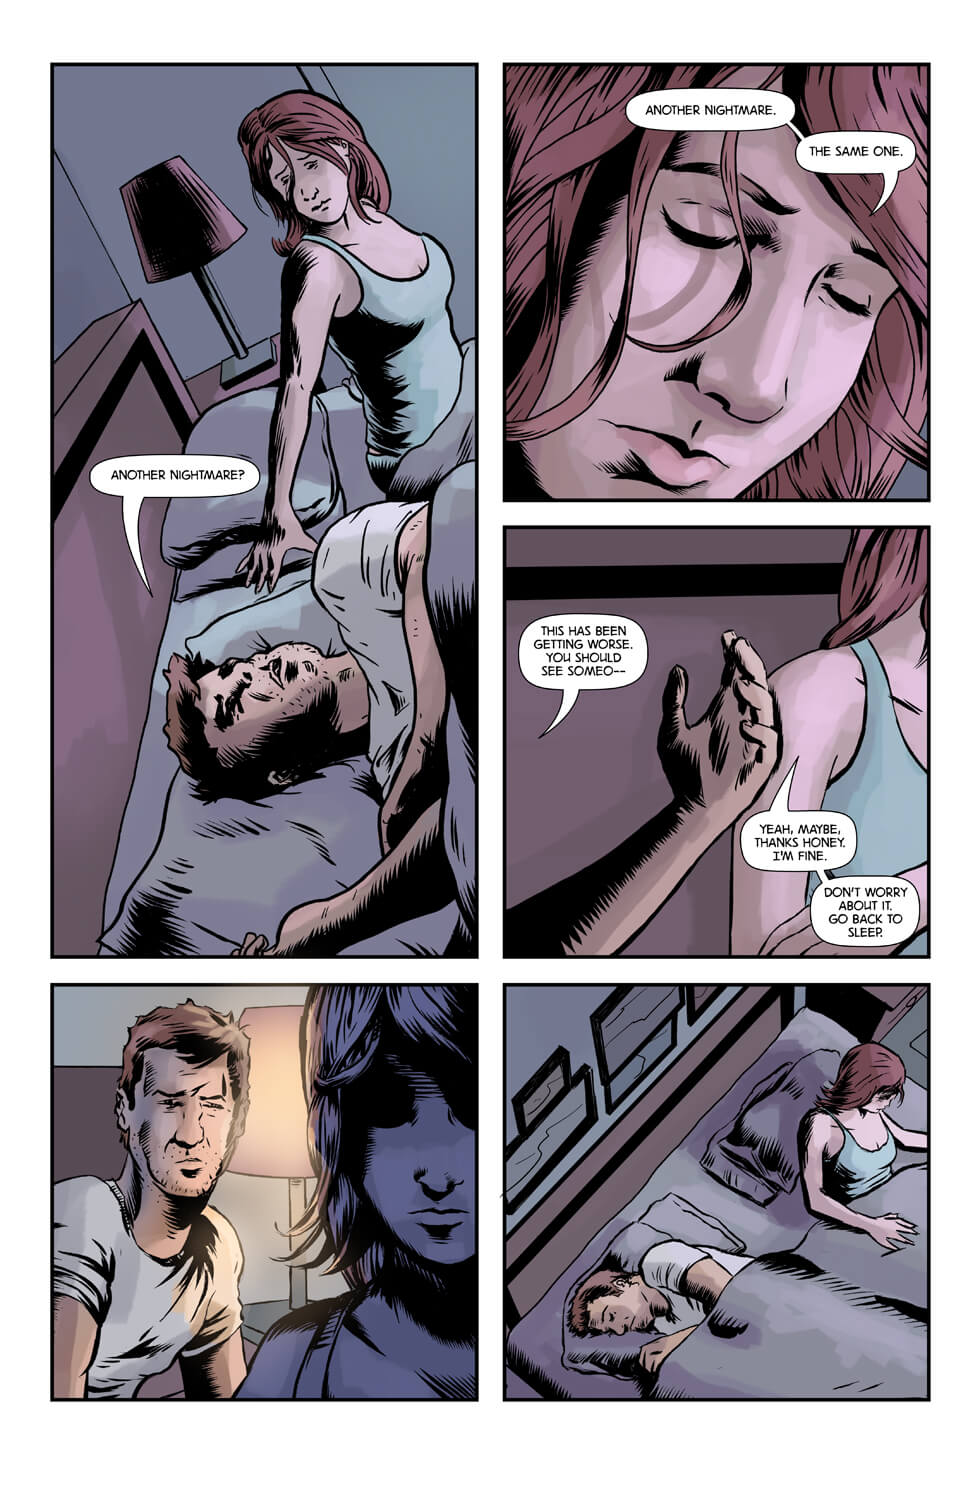 ANOTHER NIGHTMARE?
ANOTHER NIGHTMARE.
THE SAME ONE.
THIS HAS BEEN
GETTING WORSE.
YOU SHOULD
SEE SOMEO--
YEAH, MAYBE,
THANKS HONEY.
I'M FINE.
DON'T WORRY
ABOUT IT.
GO BACK TO
SLEEP.